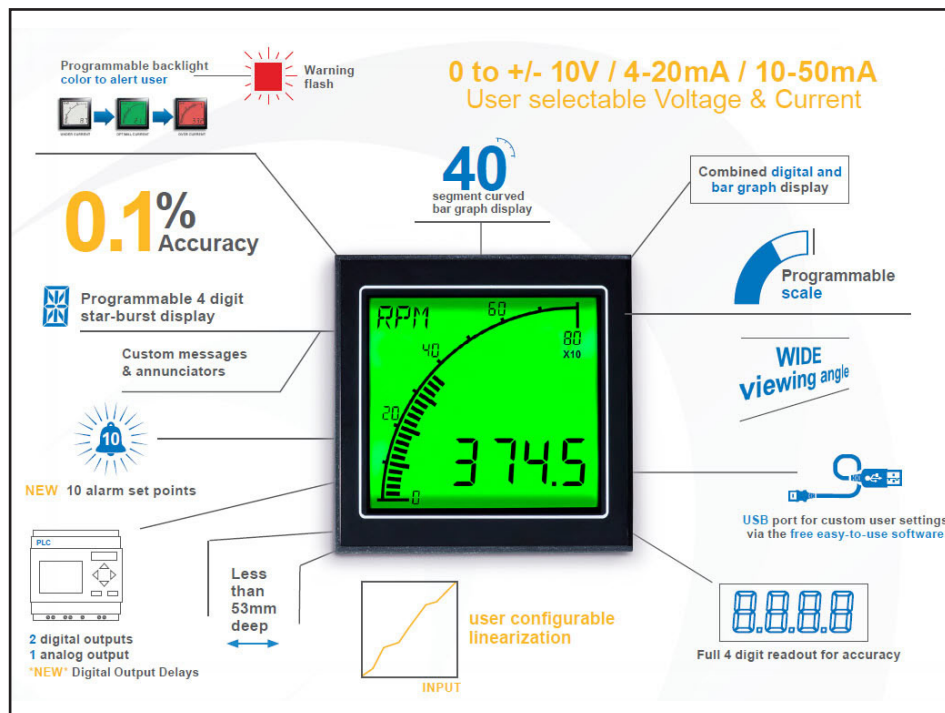 Programmable backlight
color to alert user
Warning
flash
0 to +/- 10V / 4-20mA / 10-50mA
User selectable Voltage & Current
40
segment curved
bar graph display
Combined digital and
bar graph display
0.1%
Accuracy
Programmable
scale
Programmable 4 digit
star-burst display
Custom messages
& annunciators
WIDE
viewing angle
RPM
60
80
X10
40
20
0
374.5
10
NEW 10 alarm set points
USB port for custom user settings
via the free easy-to-use software
PLC
2 digital outputs
1 analog output
*NEW* Digital Output Delays
Less
than
53mm
deep
user configurable
linearization
INPUT
8.8.8.8
Full 4 digit readout for accuracy